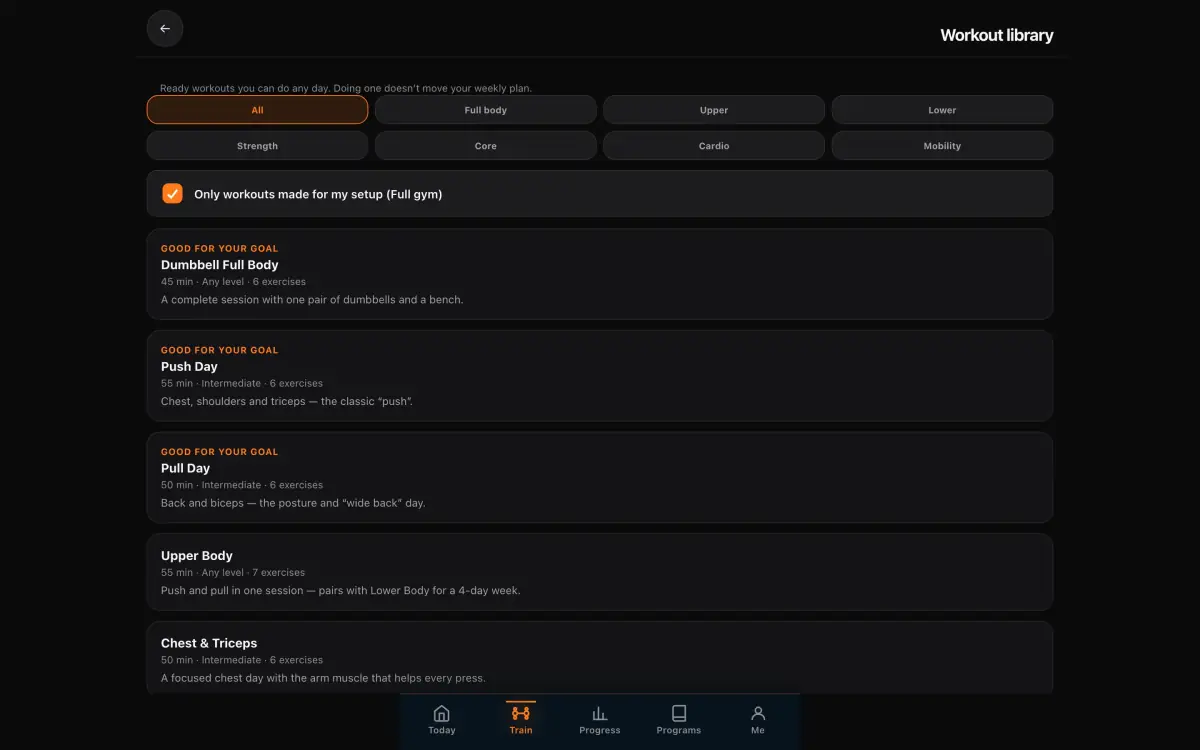 Workout library
Ready workouts you can do any day. Doing one doesn't move your weekly plan.
All
Full body
Upper
Lower
Strength
Core
Cardio
Mobility
Only workouts made for my setup (Full gym)
GOOD FOR YOUR GOAL
Dumbbell Full Body
45 min · Any level · 6 exercises
A complete session with one pair of dumbbells and a bench.
GOOD FOR YOUR GOAL
Push Day
55 min · Intermediate · 6 exercises
Chest, shoulders and triceps — the classic “push”.
GOOD FOR YOUR GOAL
Pull Day
50 min · Intermediate · 6 exercises
Back and biceps — the posture and “wide back” day.
Upper Body
55 min · Any level · 7 exercises
Push and pull in one session — pairs with Lower Body for a 4-day week.
Chest & Triceps
50 min · Intermediate · 6 exercises
A focused chest day with the arm muscle that helps every press.
Today
Train
Progress
Programs
Me